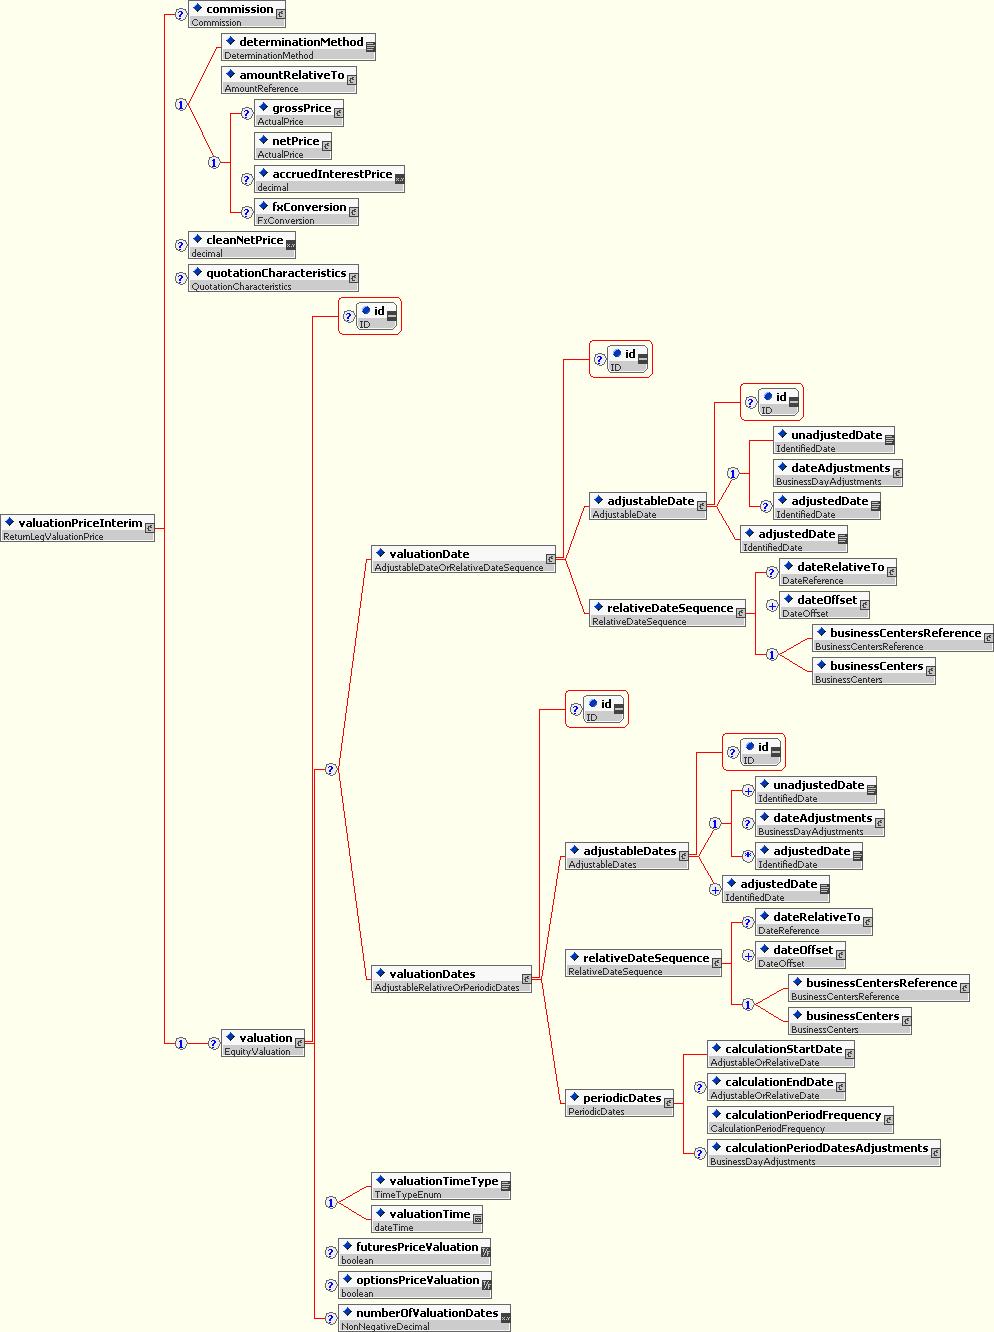 commission
Commission
determinationMethod
DeterminationMethod
amountRelativeTo
AmountReference
grossPrice
ActualPrice
netPrice
ActualPrice
accruedInterestPrice
decimal
fxConversion
FxConversion
cleanNetPrice
decimal
quotationCharacteristics
QuotationCharacteristics
id
ID
id
ID
id
ID
unadjustedDate
IdentifiedDate
dateAdjustments
BusinessDayAdjustments
adjustableDate
AdjustableDate
adjustedDate
IdentifiedDate
valuationPriceInterim
ReturnLegValuationPrice
adjustedDate
IdentifiedDate
valuationDate
AdjustableDateOrRelativeDateSequence
dateRelativeTo
DateReference
relativeDateSequence
RelativeDateSequence
dateOffset
DateOffset
businessCentersReference
BusinessCentersReference
businessCenters
BusinessCenters
id
ID
id
ID
unadjustedDate
IdentifiedDate
dateAdjustments
BusinessDayAdjustments
adjustableDates
AdjustableDates
adjustedDate
IdentifiedDate
adjustedDate
IdentifiedDate
dateRelativeTo
DateReference
relativeDateSequence
RelativeDateSequence
dateOffset
DateOffset
valuationDates
AdjustableRelativeOrPeriodicDates
businessCentersReference
BusinessCentersReference
businessCenters
BusinessCenters
valuation
EquityValuation
calculationStartDate
AdjustableOrRelativeDate
calculationEndDate
AdjustableOrRelativeDate
periodicDates
PeriodicDates
calculationPeriodFrequency
CalculationPeriodFrequency
calculationPeriodDatesAdjustments
BusinessDayAdjustments
valuationTimeType
TimeTypeEnum
valuationTime
dateTime
futuresPriceValuation
boolean
optionsPriceValuation
boolean
numberOfValuationDates
NonNegativeDecimal